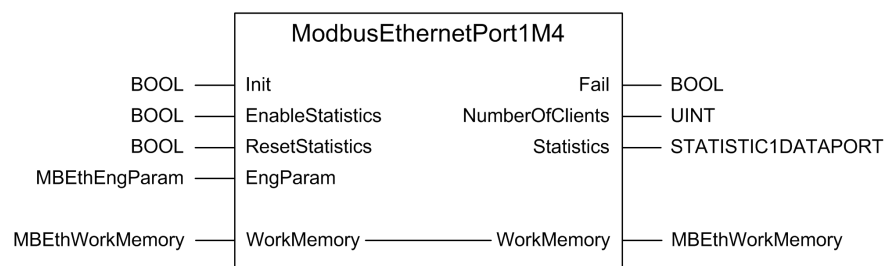 ModbusEthernetPort1M4
BOOL Init Fail BOOL
BOOL EnableStatistics NumberOfClients UINT
BOOL ResetStatistics Statistics STATISTIC1DATAPORT
MBEthEngParam EngParam
MBEthWorkMemory WorkMemory WorkMemory MBEthWorkMemory